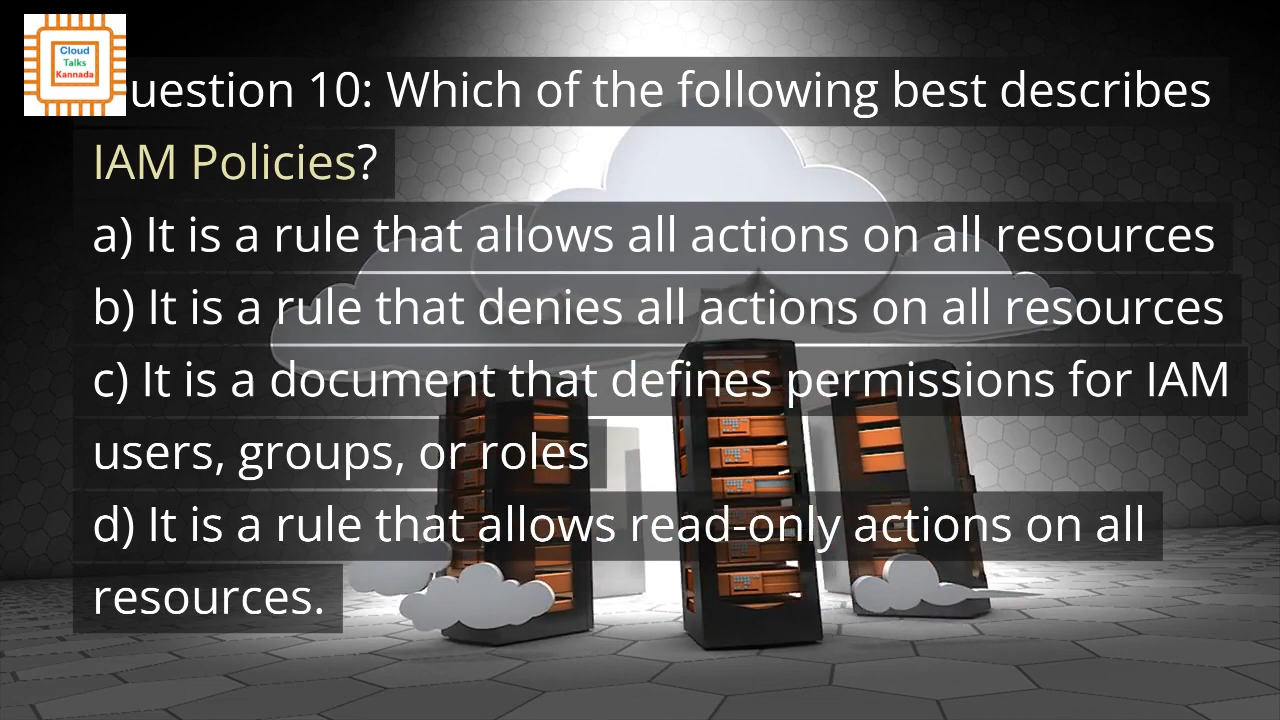 Cloud
Talks
Kannada
uestion 10: Which of the following best describes
IAM Policies?
a) It is a rule that allows all actions on all resources
b) It is a rule that denies all actions on all resources
c) It is a document that defines permissions for IAM
users, groups, or roles
d) It is a rule that allows read-only actions on all
resources.